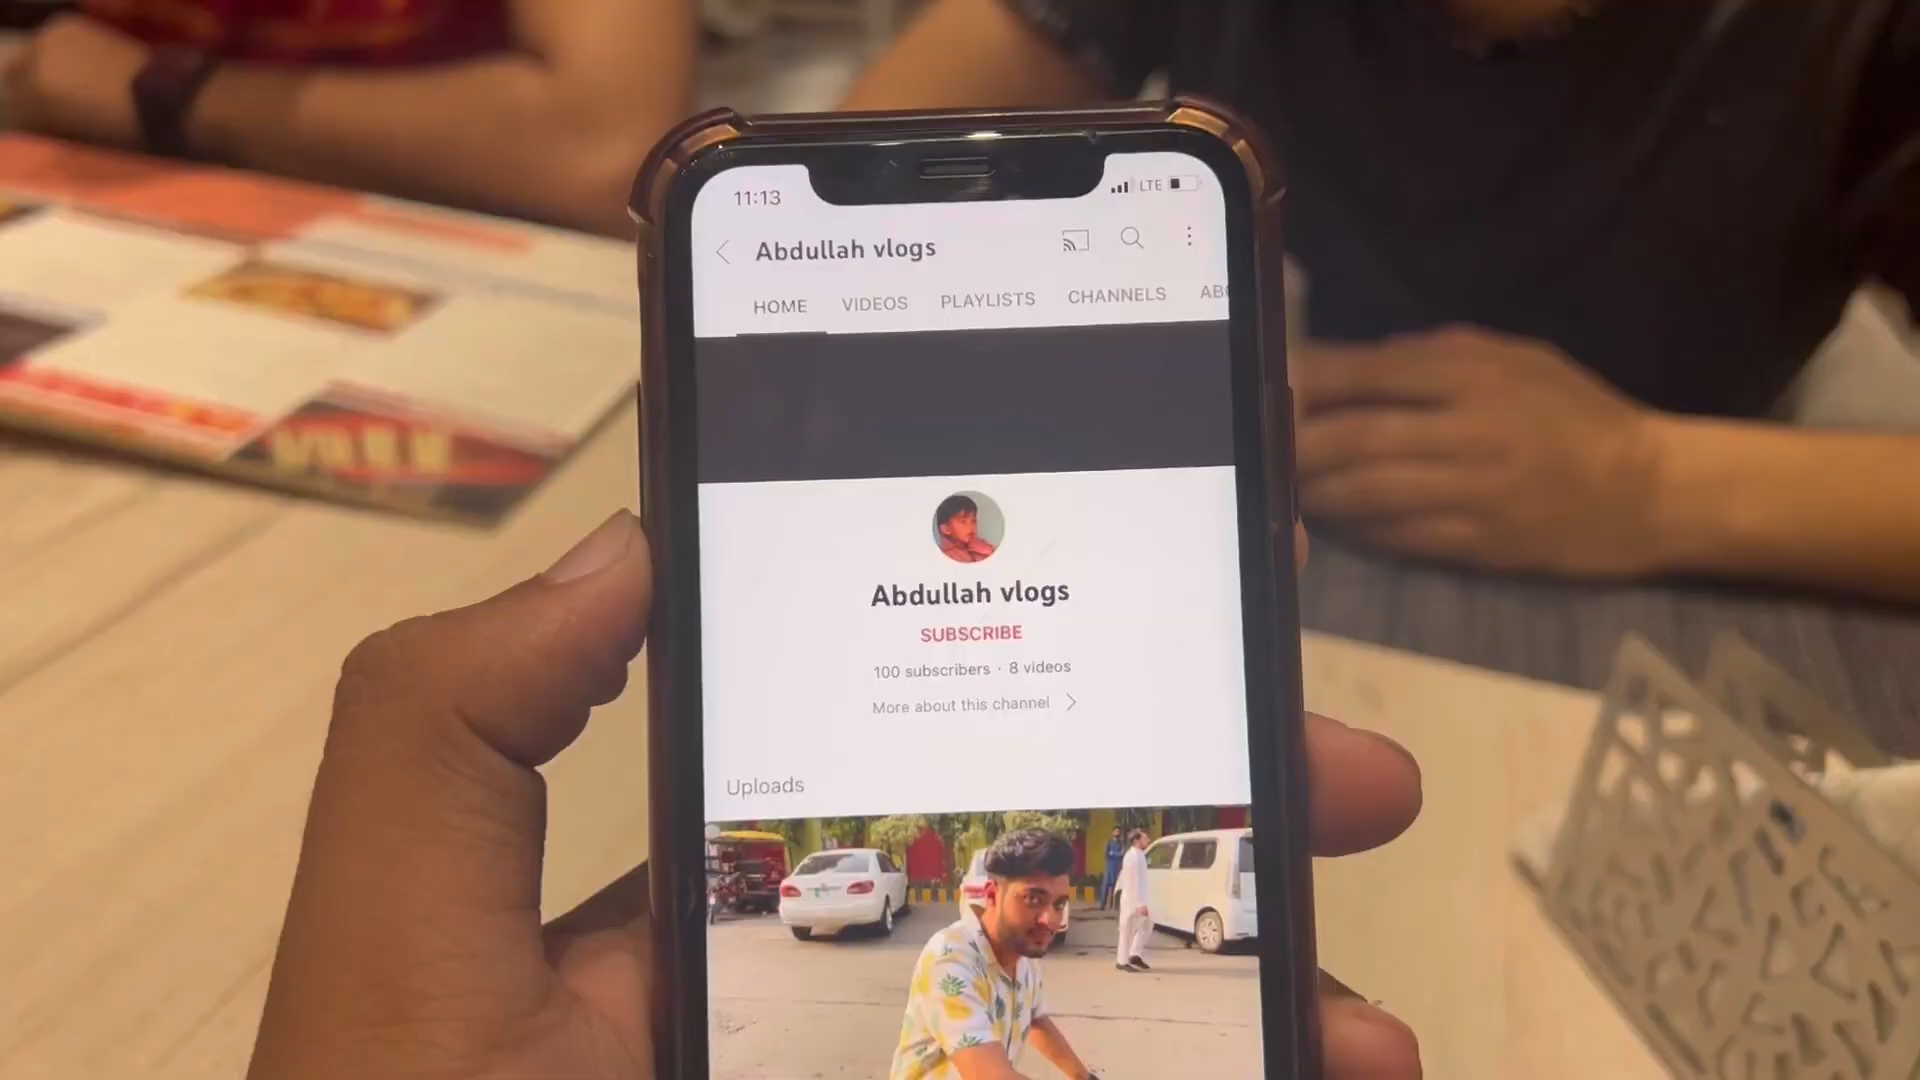 11:13
LTE
Abdullah vlogs
HOME VIDEOS PLAYLISTS CHANNELS
Abdullah vlogs
SUBSCRIBE
100 subscribers · 8 videos
More about this channel
Uploads